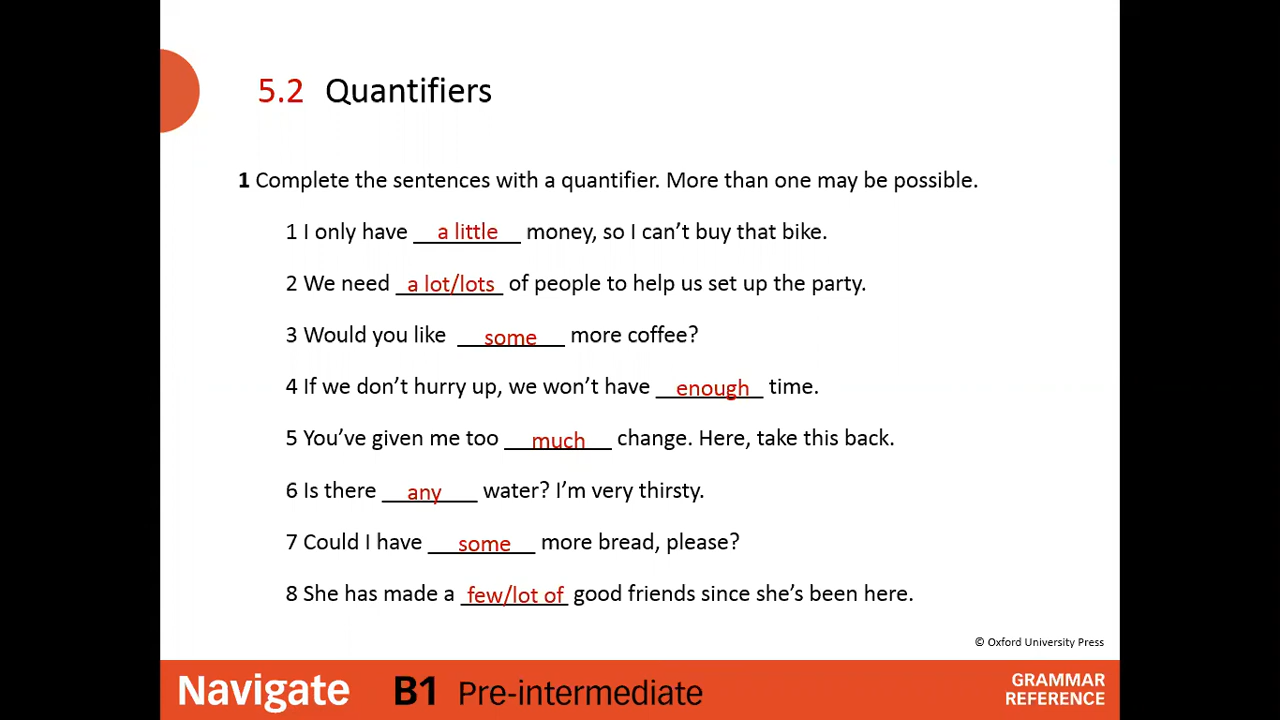 5.2 Quantifiers
1 Complete the sentences with a quantifier. More than one may be possible.
1 I only have a little money, so I can't buy that bike.
2 We need a lot/lots of people to help us set up the party.
3 Would you like some more coffee?
4 If we don't hurry up, we won't have enough time.
5 You've given me too much change. Here, take this back.
6 Is there any water? I'm very thirsty.
7 Could I have some more bread, please?
8 She has made a few/lot of good friends since she's been here.
© Oxford University Press
Navigate B1 Pre-intermediate
GRAMMAR
REFERENCE